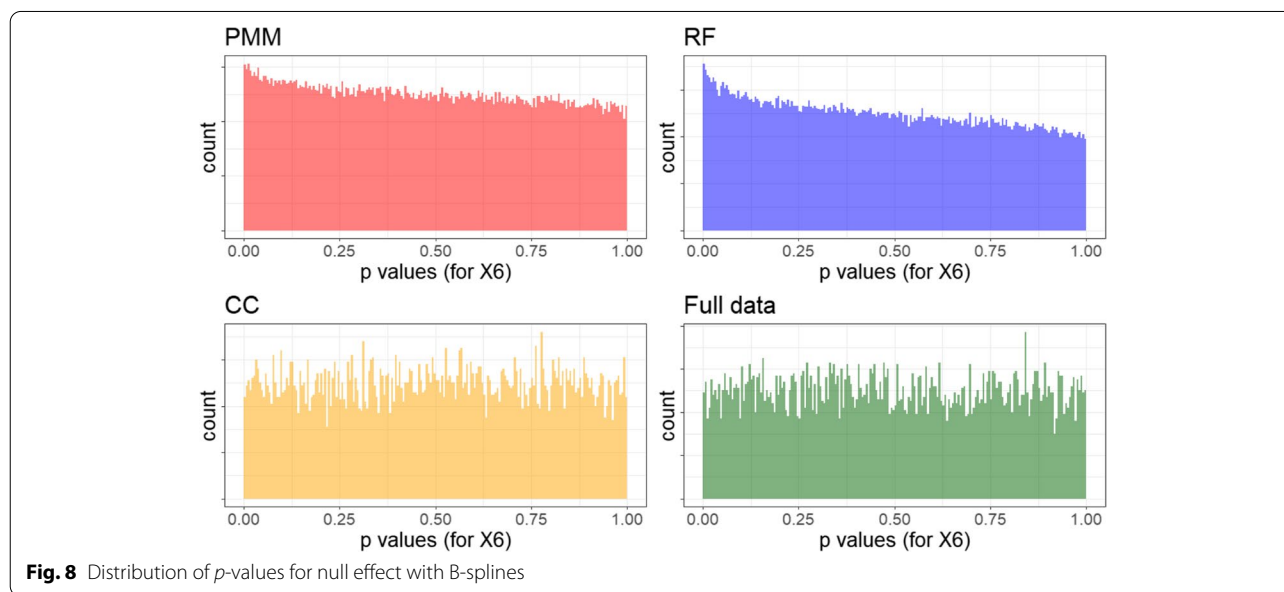 PMM
count
0.00 0.25 0.50 0.75 1.00
p values (for X6)
RF
count
0.00 0.25 0.50 0.75 1.00
p values (for X6)
CC
count
0.00 0.25 0.50 0.75 1.00
p values (for X6)
Full data
count
0.00 0.25 0.50 0.75 1.00
p values (for X6)
Fig. 8 Distribution of p-values for null effect with B-splines